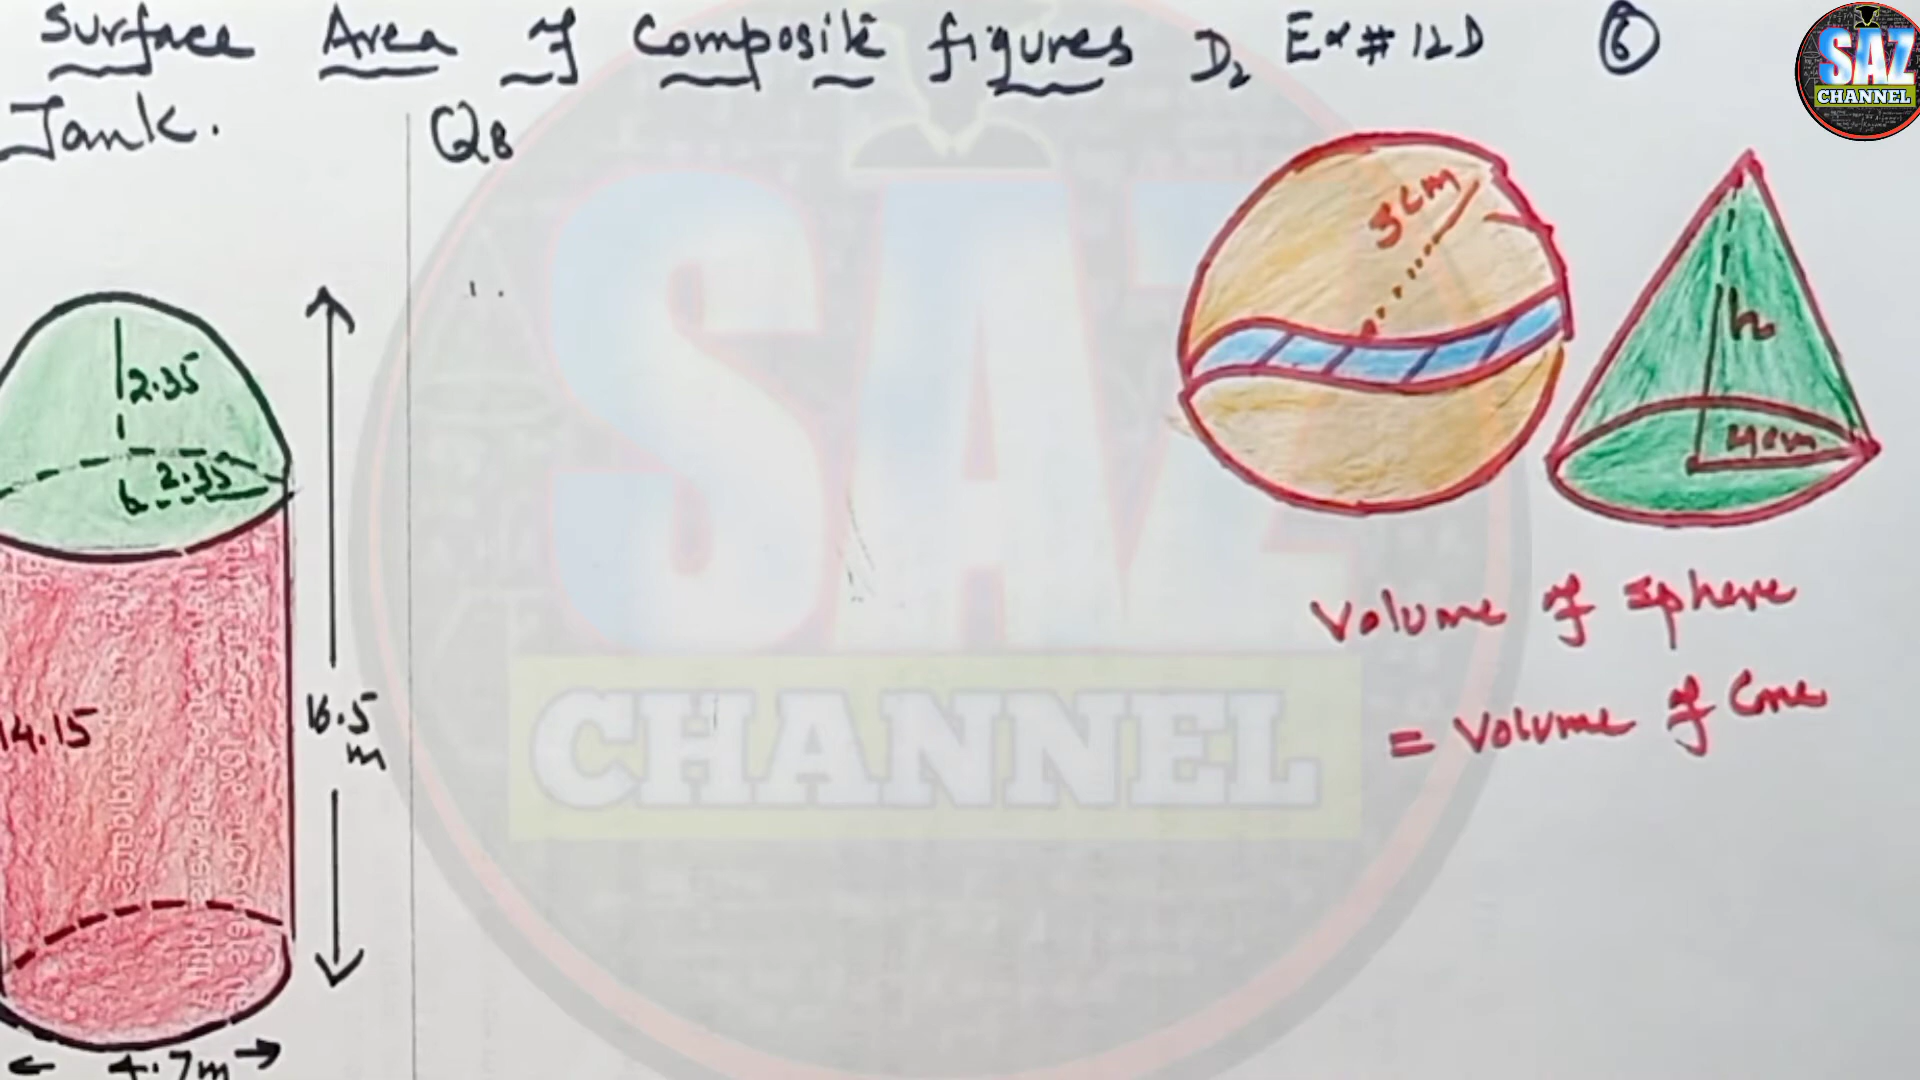 Surface Area of Composite figures D2 Ex # 12D 6
SAZ
CHANNEL
Tank.
Q8
3cm
h
4cm
2.35
2.35
Volume of sphere
= Volume of Cone
14.15
16.5
m
4.7m
SAZ
CHANNEL